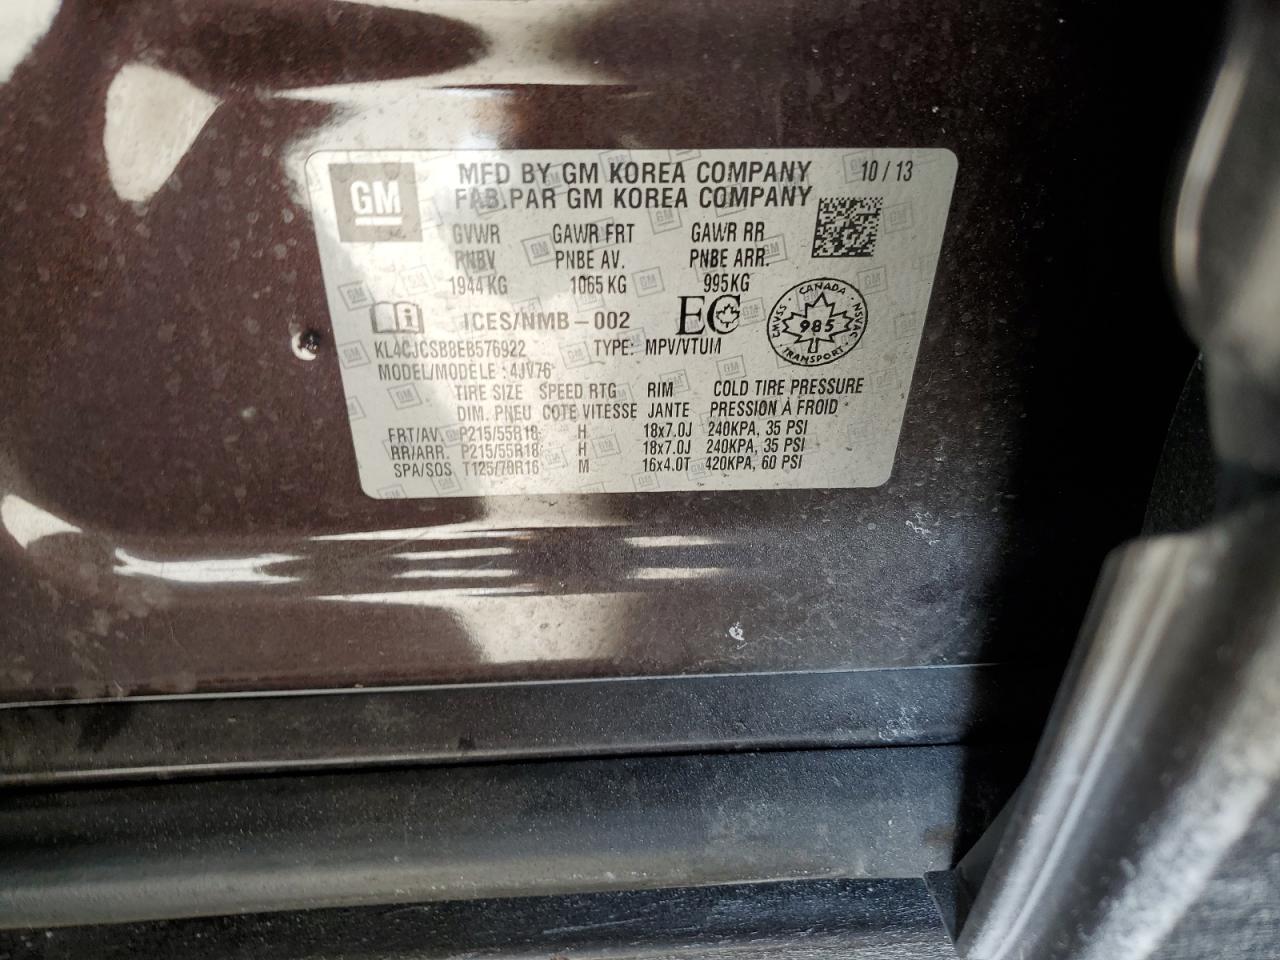 GM
MFD BY GM KOREA COMPANY 10 / 13
FAB.PAR GM KOREA COMPANY
GVWR GAWR FRT GAWR RR
PNBV PNBE AV. PNBE ARR.
1944 KG 1065 KG 995KG
ICES/NMB-002 EC
CANADA
CMVSS 985 NSVAC
TRANSPORT
KL4CJCSB8EB576922 TYPE: MPV/VTUM
MODEL/MODÈLE :4JV76
TIRE SIZE SPEED RTG RIM COLD TIRE PRESSURE
DIM. PNEU COTE VITESSE JANTE PRESSION À FROID
FRT/AV. P215/55R18 H 18x7.0J 240KPA, 35 PSI
RR/ARR. P215/55R18 H 18x7.0J 240KPA, 35 PSI
SPA/SOS T125/70R16 M 16x4.0T 420KPA, 60 PSI